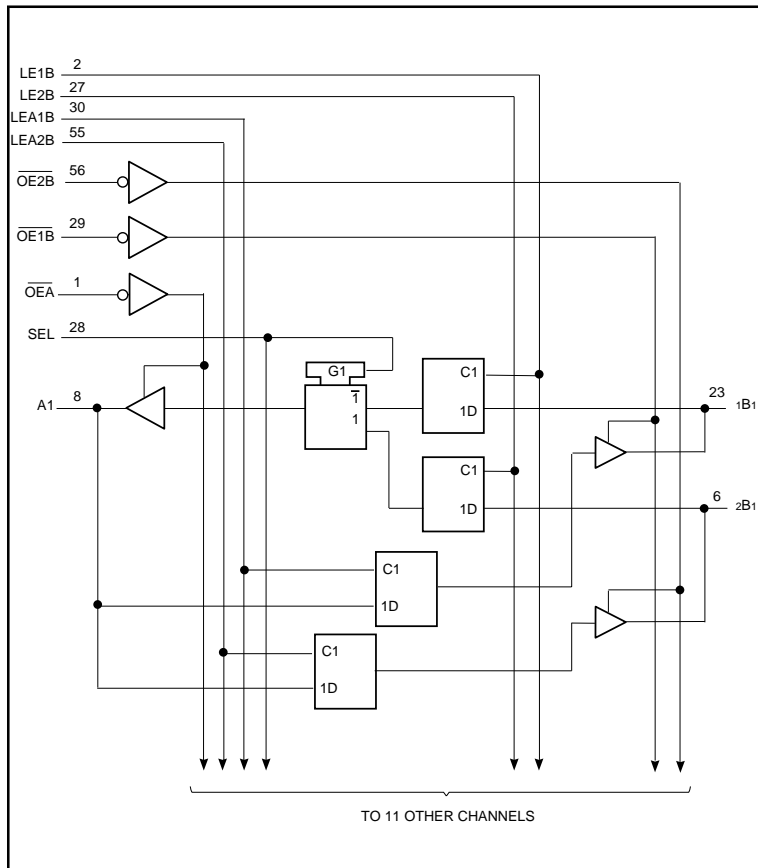 LE1B 2
LE2B 27
LEA1B 30
LEA2B 55
OE2B 56
OE1B 29
OEA 1
SEL 28
G1
C1
1
1D
A1 8
23 1B1
1
C1
1D
6 2B1
C1
1D
C1
1D
TO 11 OTHER CHANNELS